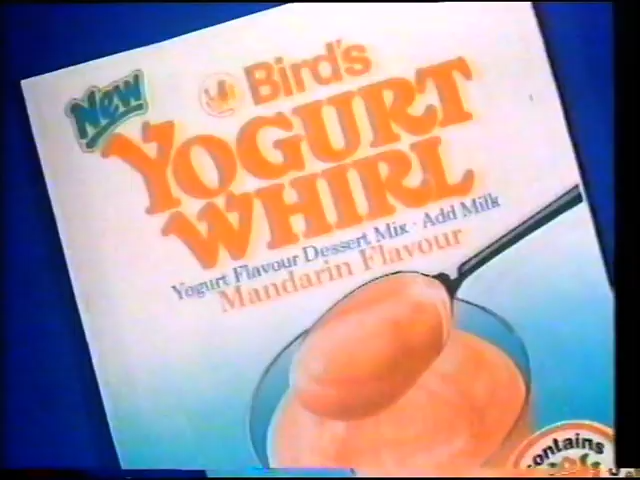 New
Bird's
YOGURT
WHIRL
Yogurt Flavour Dessert Mix · Add Milk
Mandarin Flavour
contains